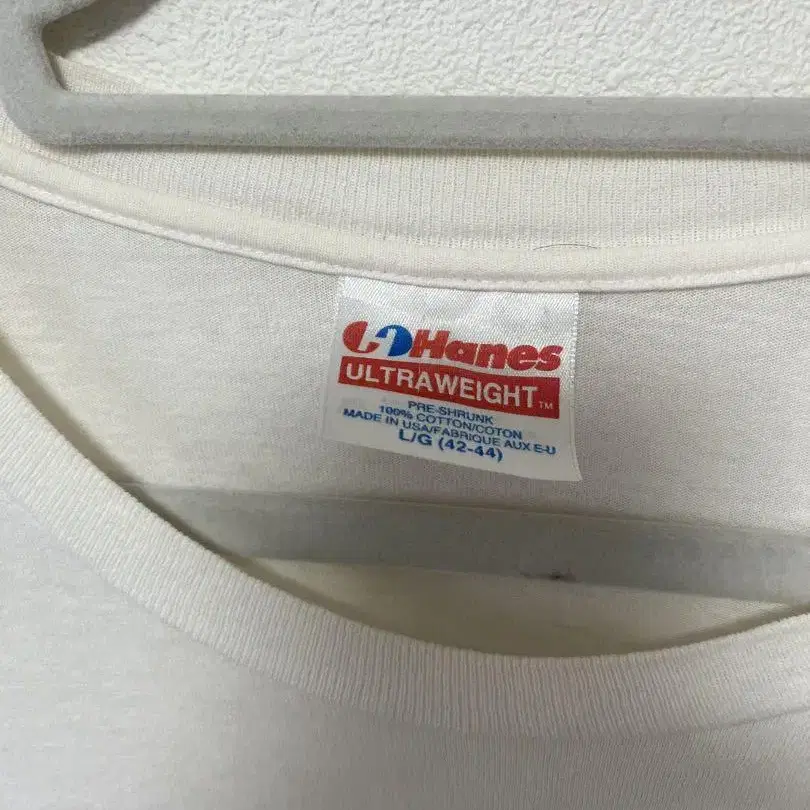 Hanes
ULTRAWEIGHT™
PRE-SHRUNK
100% COTTON/COTON
MADE IN USA/FABRIQUE AUX E-U
L/G (42-44)